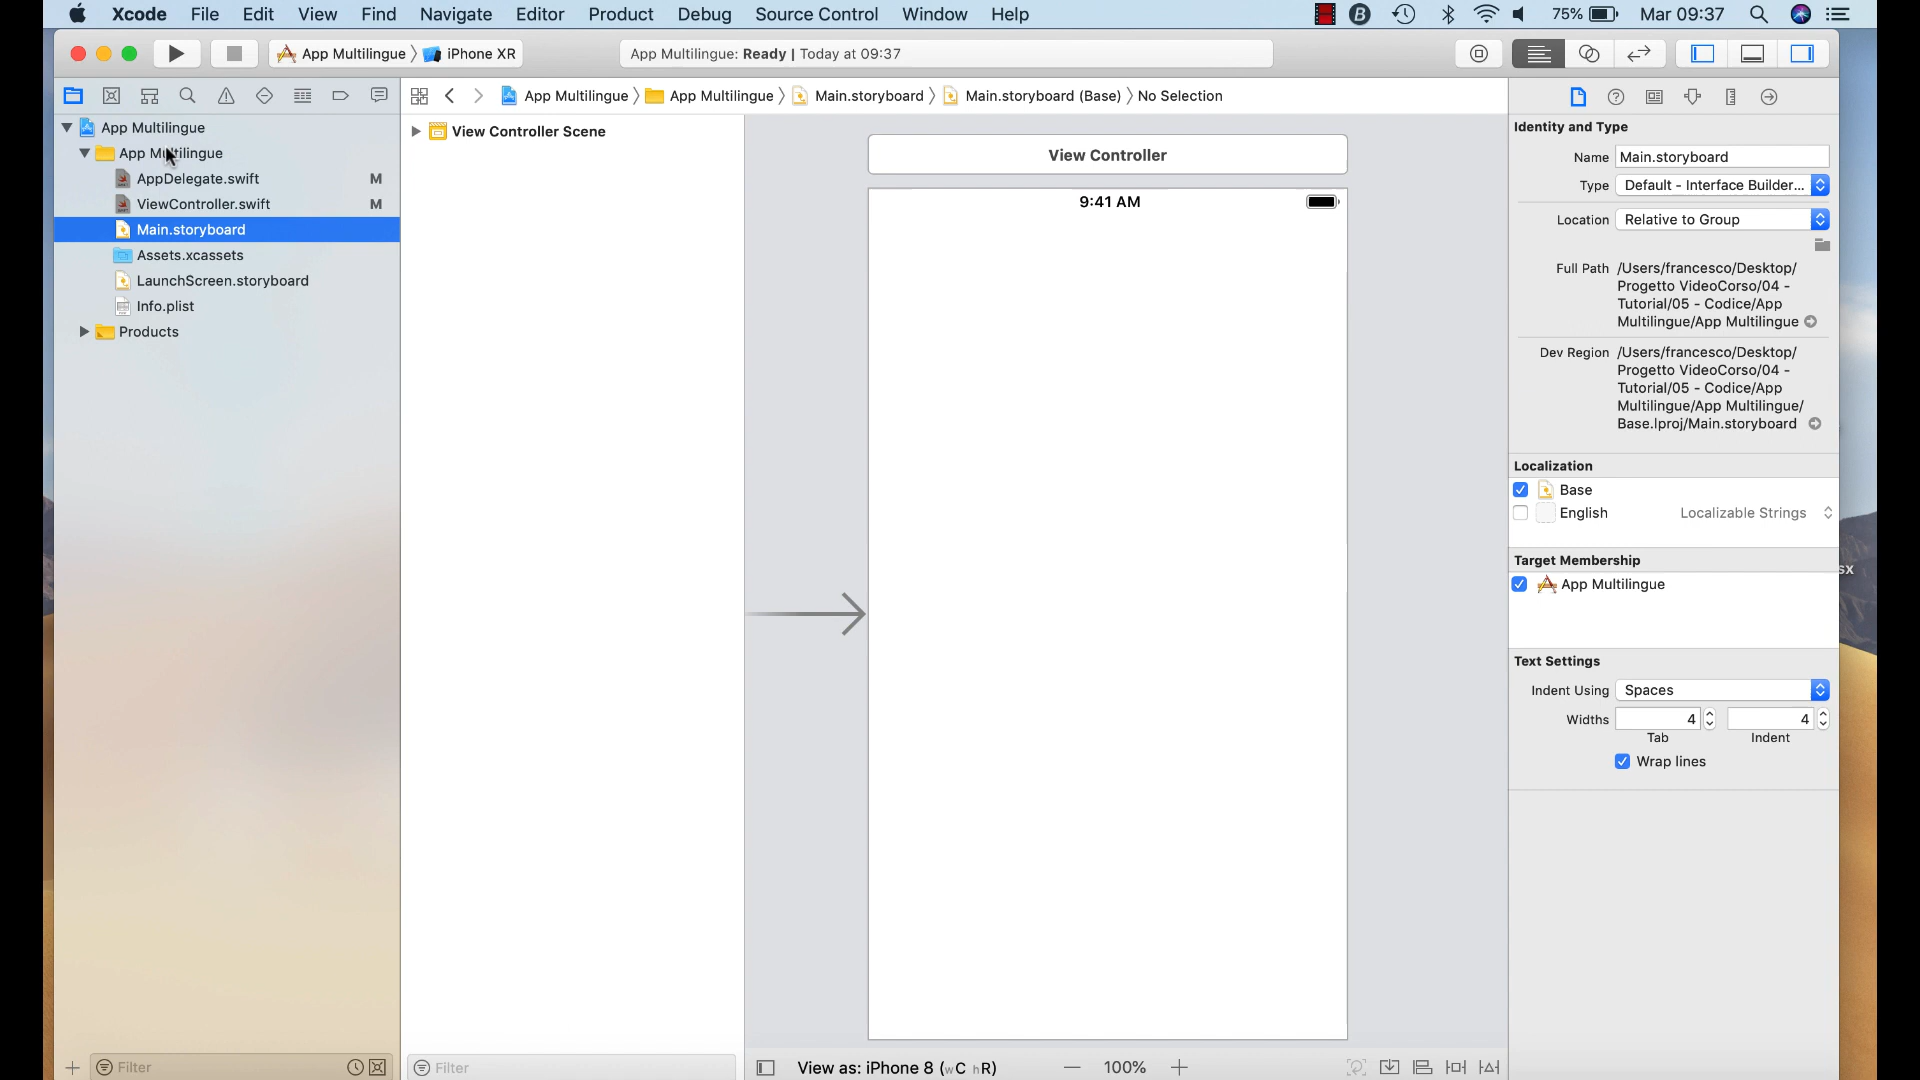 Xcode File Edit View Find Navigate Editor Product Debug Source Control Window Help 75% Mar 09:37
App Multilingue iPhone XR App Multilingue: Ready | Today at 09:37
App Multilingue App Multilingue Main.storyboard Main.storyboard (Base) No Selection
App Multilingue
App Multilingue
AppDelegate.swift M
ViewController.swift M
Main.storyboard
Assets.xcassets
LaunchScreen.storyboard
Info.plist
Products
Filter
View Controller Scene
Filter
View Controller
9:41 AM
View as: iPhone 8 (wC hR) 100%
Identity and Type
Name Main.storyboard
Type Default - Interface Builder...
Location Relative to Group
Full Path /Users/francesco/Desktop/
Progetto VideoCorso/04 -
Tutorial/05 - Codice/App
Multilingue/App Multilingue
Dev Region /Users/francesco/Desktop/
Progetto VideoCorso/04 -
Tutorial/05 - Codice/App
Multilingue/App Multilingue/
Base.lproj/Main.storyboard
Localization
Base
English Localizable Strings
Target Membership
App Multilingue
Text Settings
Indent Using Spaces
Widths 4 4
Tab Indent
Wrap lines
sx